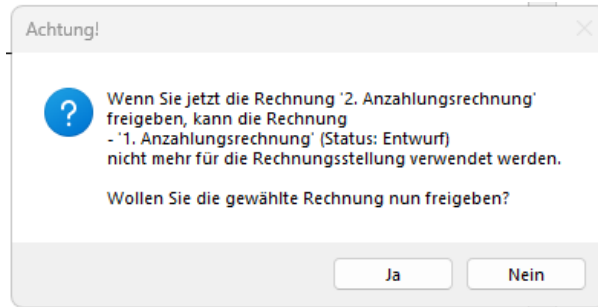 Achtung!
Wenn Sie jetzt die Rechnung '2. Anzahlungsrechnung'
freigeben, kann die Rechnung
- '1. Anzahlungsrechnung' (Status: Entwurf)
nicht mehr für die Rechnungsstellung verwendet werden.
Wollen Sie die gewählte Rechnung nun freigeben?
Ja
Nein